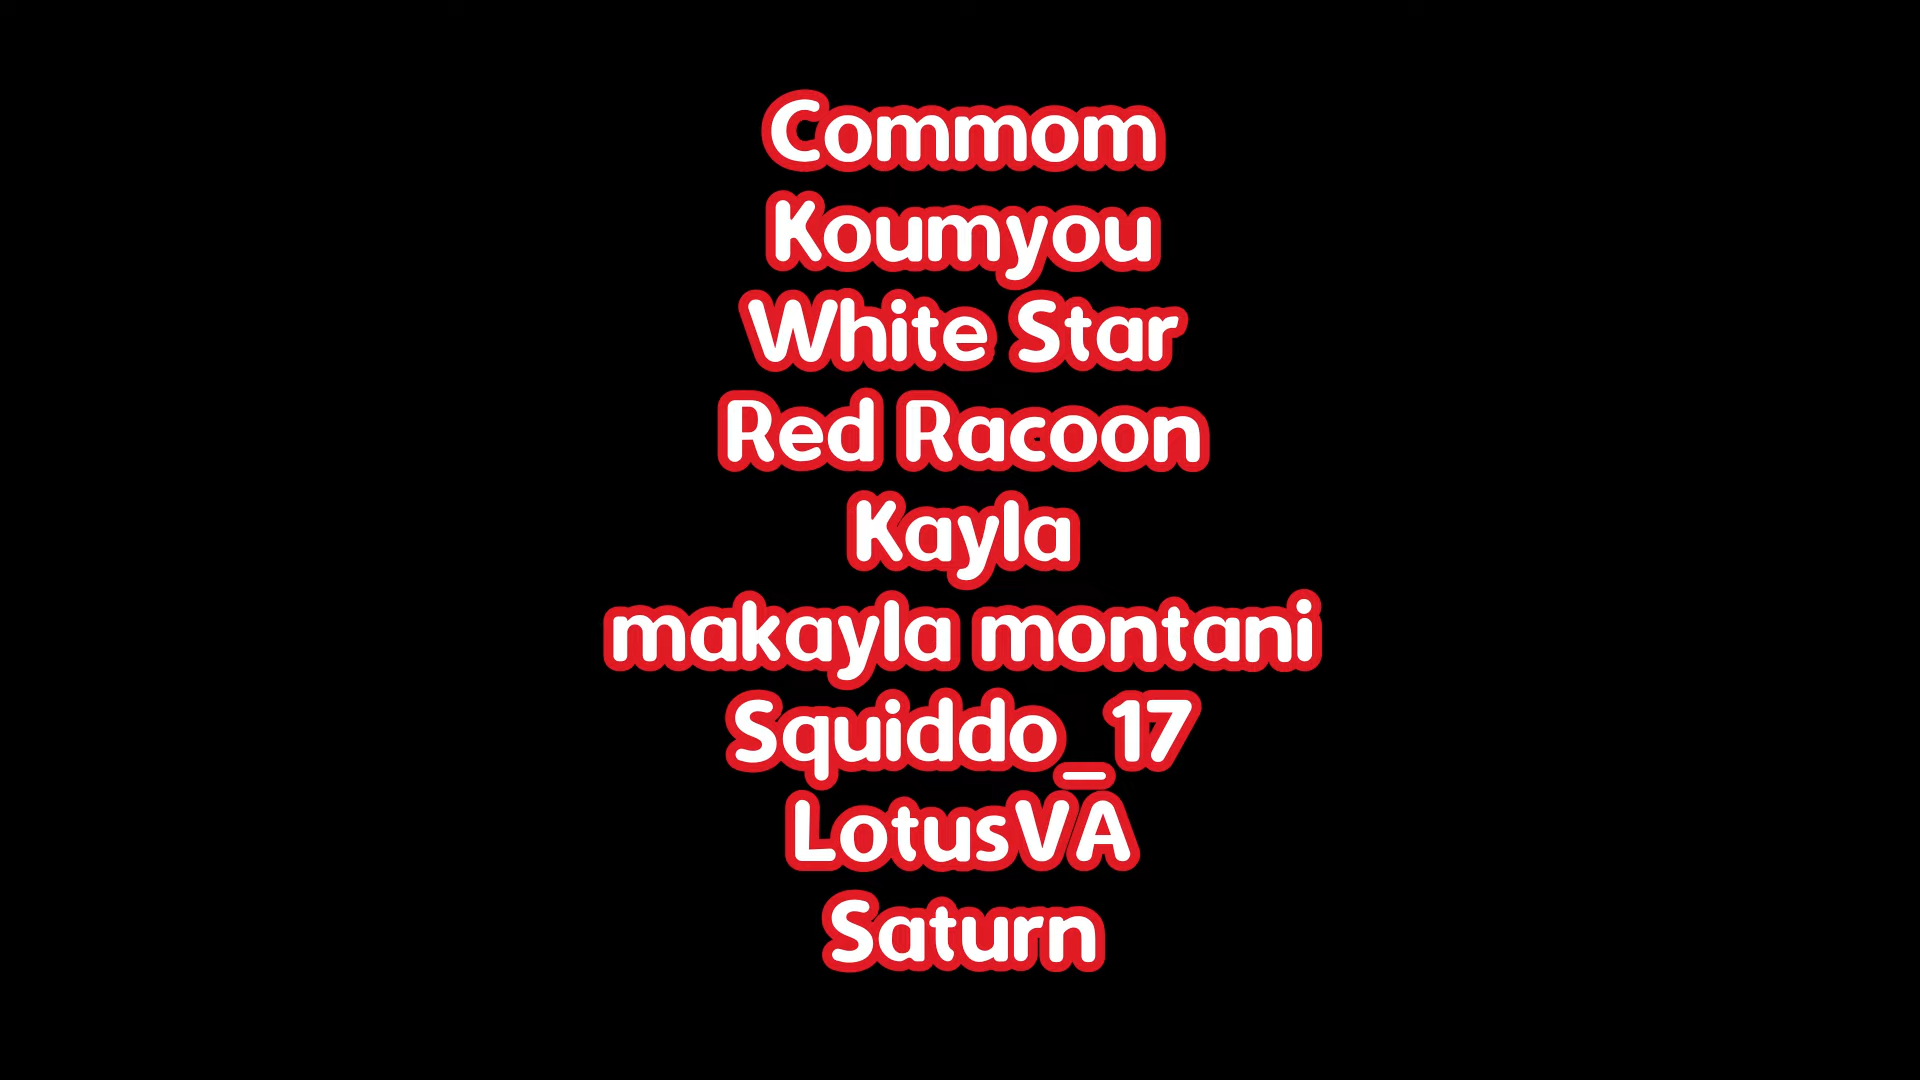 Commom
Koumyou
White Star
Red Racoon
Kayla
makayla montani
Squiddo_17
LotusVA
Saturn